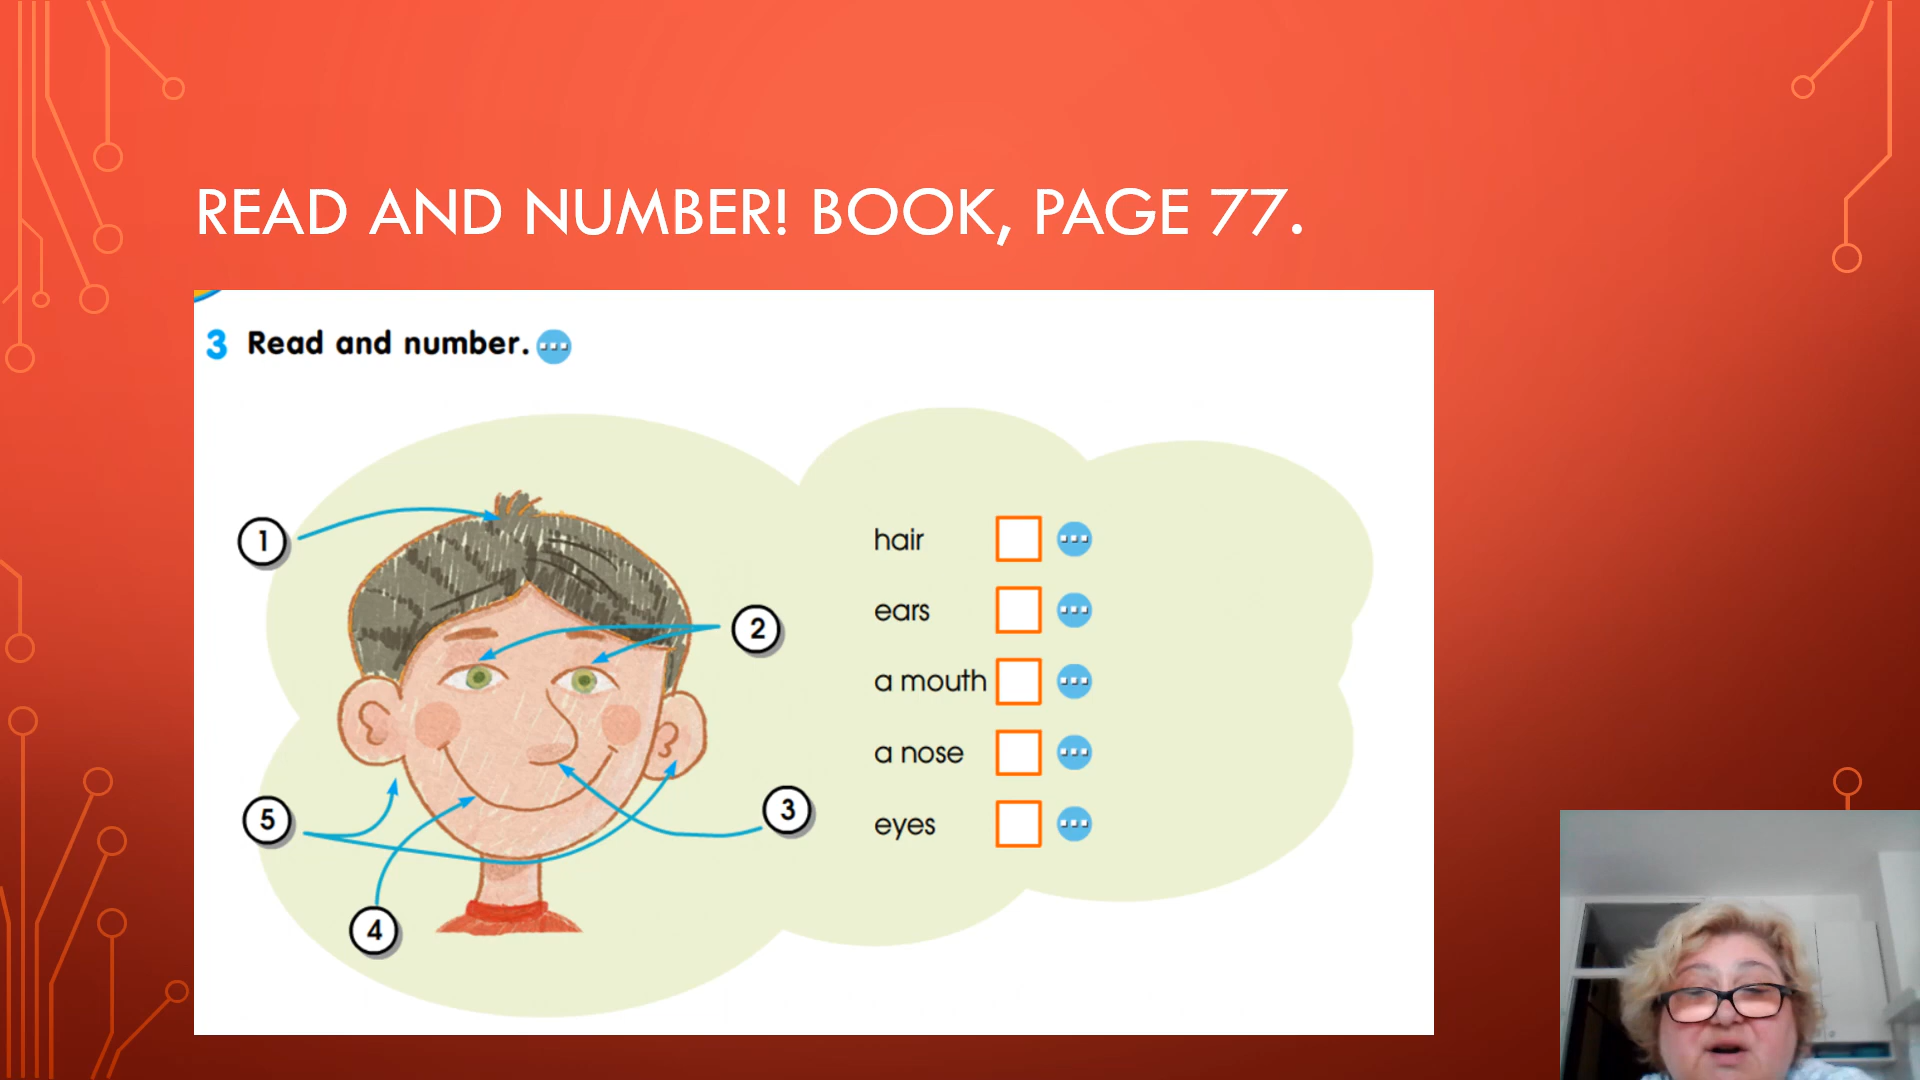 READ AND NUMBER! BOOK, PAGE 77.
3 Read and number.
1
2
3
4
5
hair
ears
a mouth
a nose
eyes